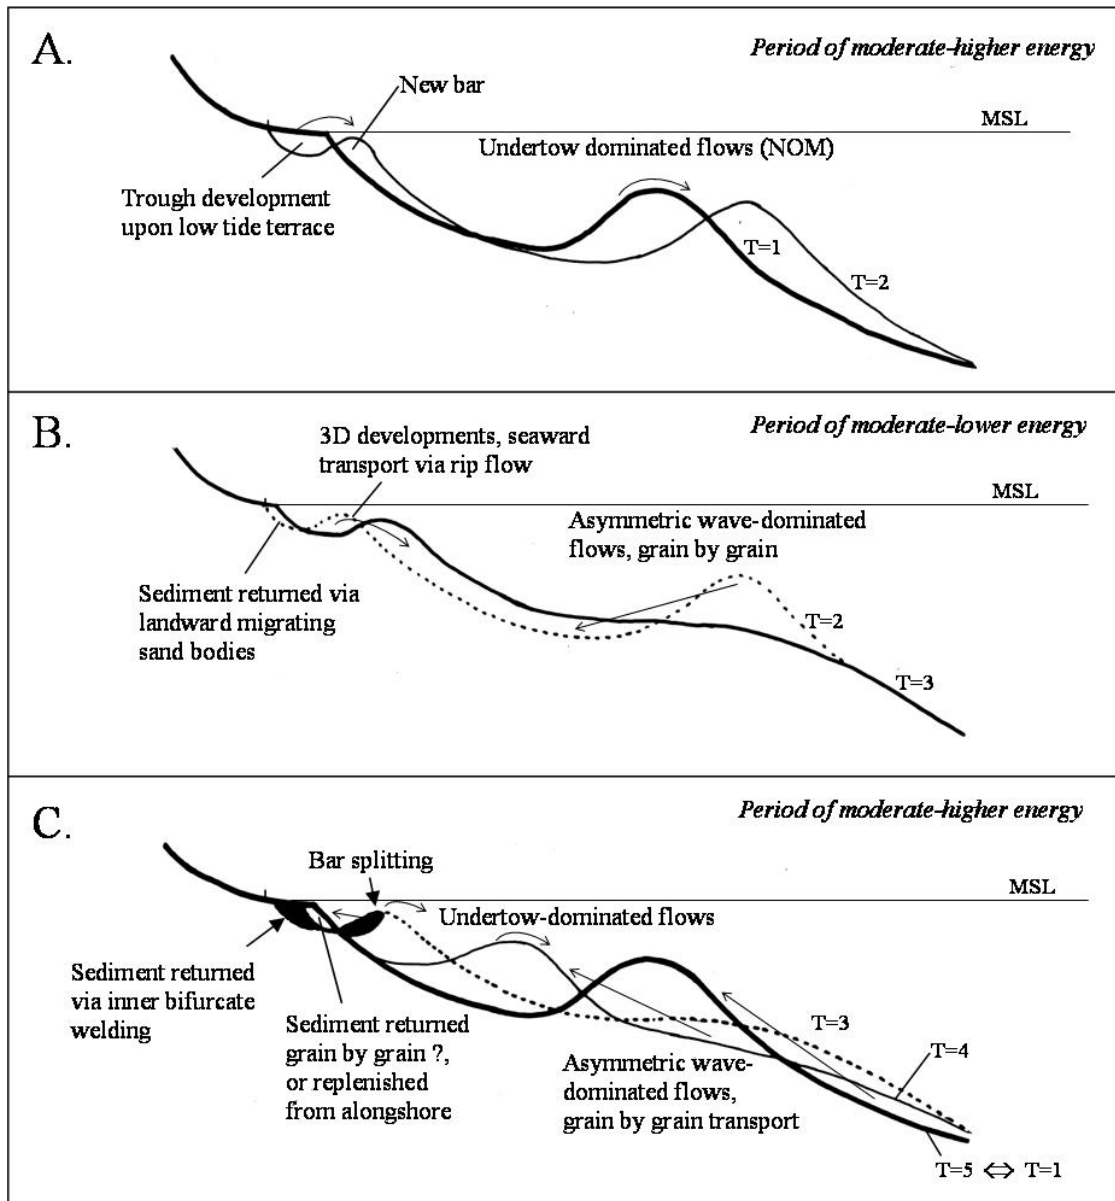 A.
Period of moderate-higher energy
New bar
MSL
Undertow dominated flows (NOM)
Trough development
upon low tide terrace
T=1
T=2
B.
Period of moderate-lower energy
3D developments, seaward
transport via rip flow
MSL
Asymmetric wave-dominated
flows, grain by grain
Sediment returned via
landward migrating
sand bodies
T=2
T=3
C.
Period of moderate-higher energy
Bar splitting
MSL
Undertow-dominated flows
Sediment returned
via inner bifurcate
welding
Sediment returned
grain by grain ?,
or replenished
from alongshore
Asymmetric wave-
dominated flows,
grain by grain transport
T=3
T=4
T=5 ⇔ T=1